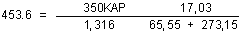 453.6 = 350KAP 17,03
1,316 65,55 + 273,15